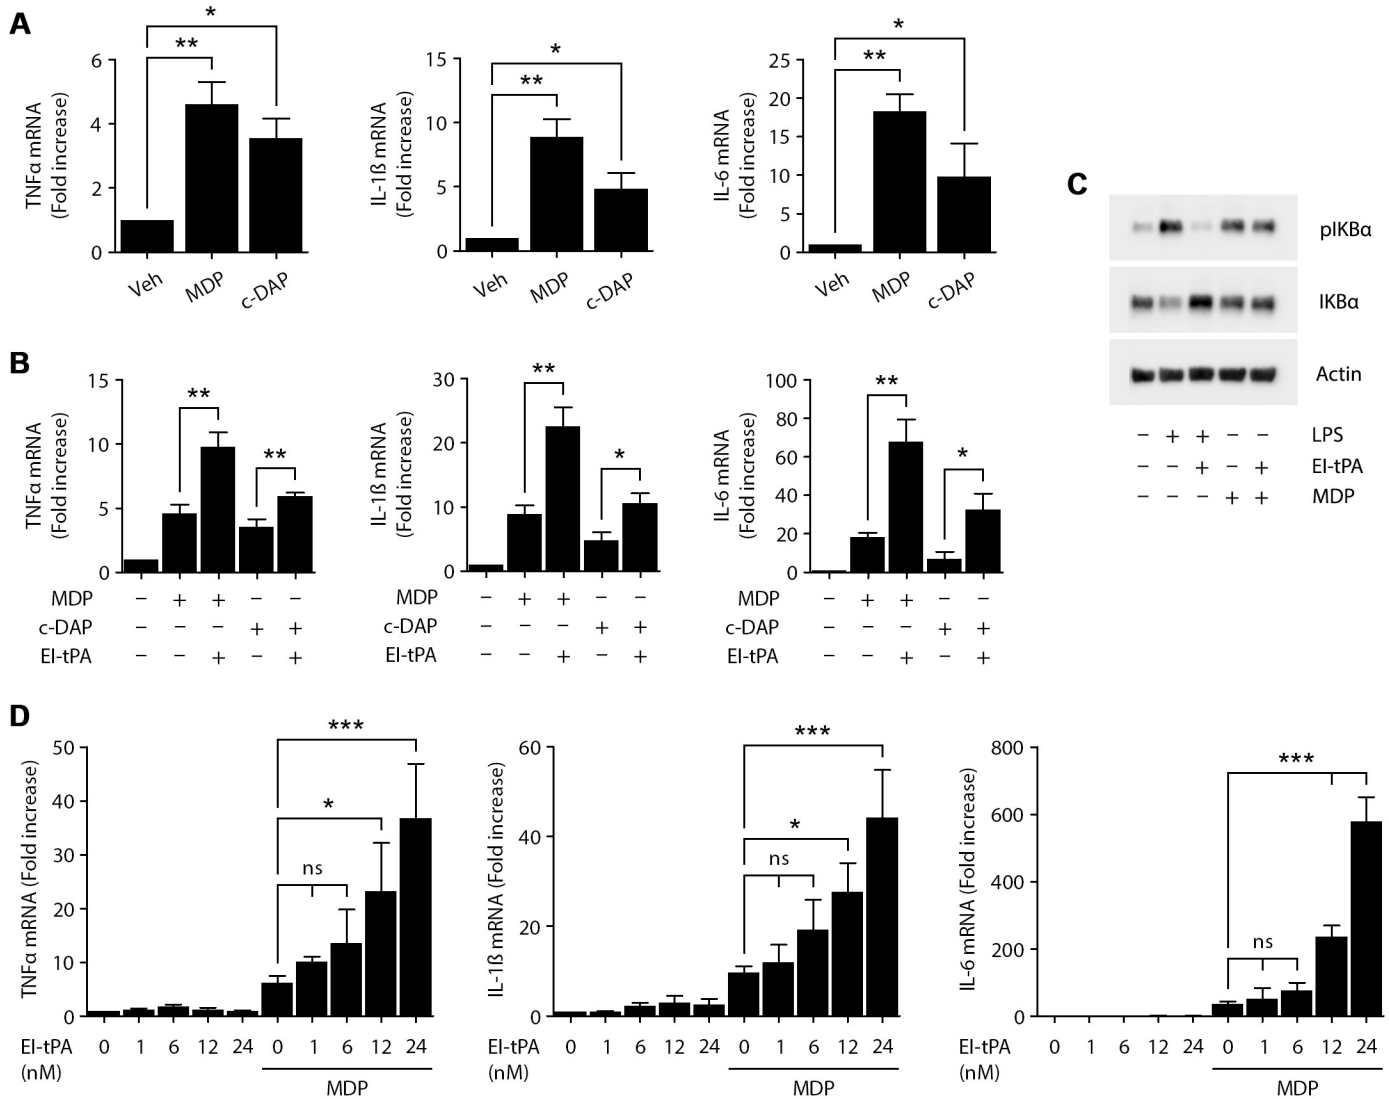 A
TNFα mRNA
(Fold increase)
6
4
2
0
*
**
Veh
MDP
c-DAP
IL-1ß mRNA
(Fold increase)
15
10
5
0
*
**
Veh
MDP
c-DAP
IL-6 mRNA
(Fold increase)
25
20
15
10
5
0
*
**
Veh
MDP
c-DAP
B
TNFα mRNA
(Fold increase)
15
10
5
0
**
**
MDP − + + − −
c-DAP − − − + +
EI-tPA − − + − +
IL-1ß mRNA
(Fold increase)
30
20
10
0
**
*
MDP − + + − −
c-DAP − − − + +
EI-tPA − − + − +
IL-6 mRNA
(Fold increase)
100
80
60
40
20
0
**
*
MDP − + + − −
c-DAP − − − + +
EI-tPA − − + − +
C
pIKBα
IKBα
Actin
− + + − − LPS
− − + − + EI-tPA
− − − + + MDP
D
TNFα mRNA (Fold increase)
50
40
30
20
10
0
***
*
ns
EI-tPA 0 1 6 12 24 0 1 6 12 24
(nM)
MDP
IL-1ß mRNA (Fold increase)
60
40
20
0
***
*
ns
EI-tPA 0 1 6 12 24 0 1 6 12 24
(nM)
MDP
IL-6 mRNA (Fold increase)
800
600
400
200
0
***
ns
EI-tPA 0 1 6 12 24 0 1 6 12 24
(nM)
MDP